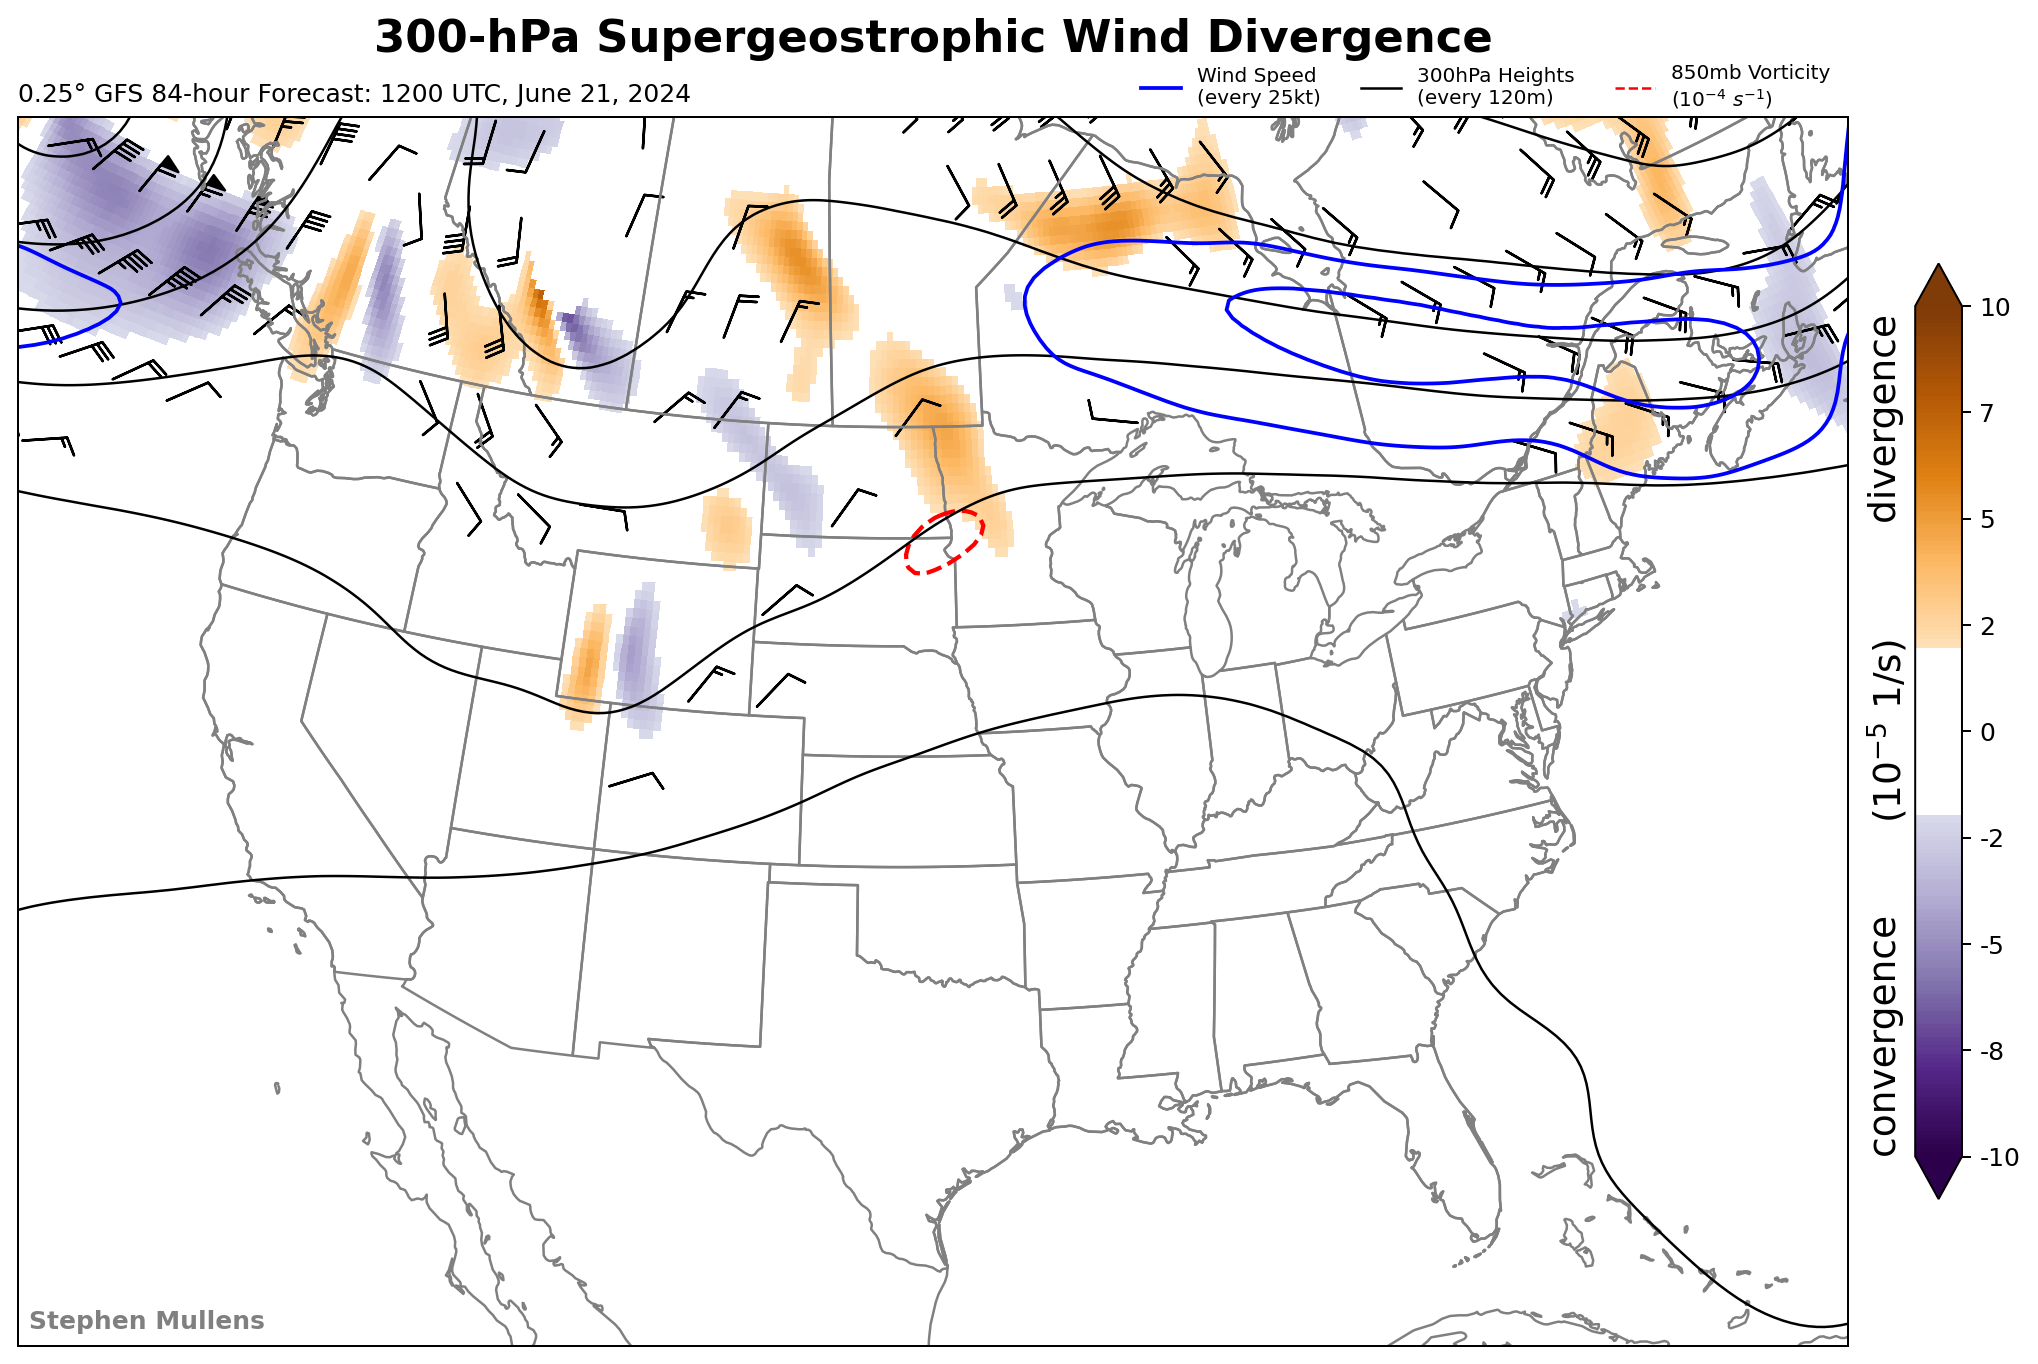 300-hPa Supergeostrophic Wind Divergence
0.25° GFS 84-hour Forecast: 1200 UTC, June 21, 2024
Wind Speed
(every 25kt)
300hPa Heights
(every 120m)
850mb Vorticity
(10⁻⁴ s⁻¹)
10
7
5
2
0
-2
-5
-8
-10
convergence (10⁻⁵ 1/s) divergence
Stephen Mullens